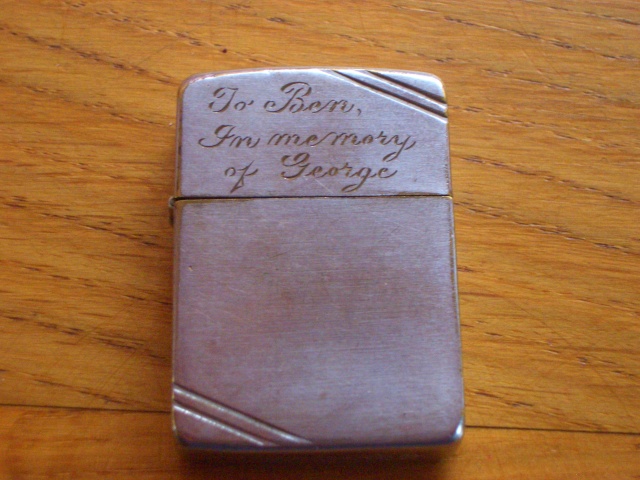 To Ben,
In memory
of George